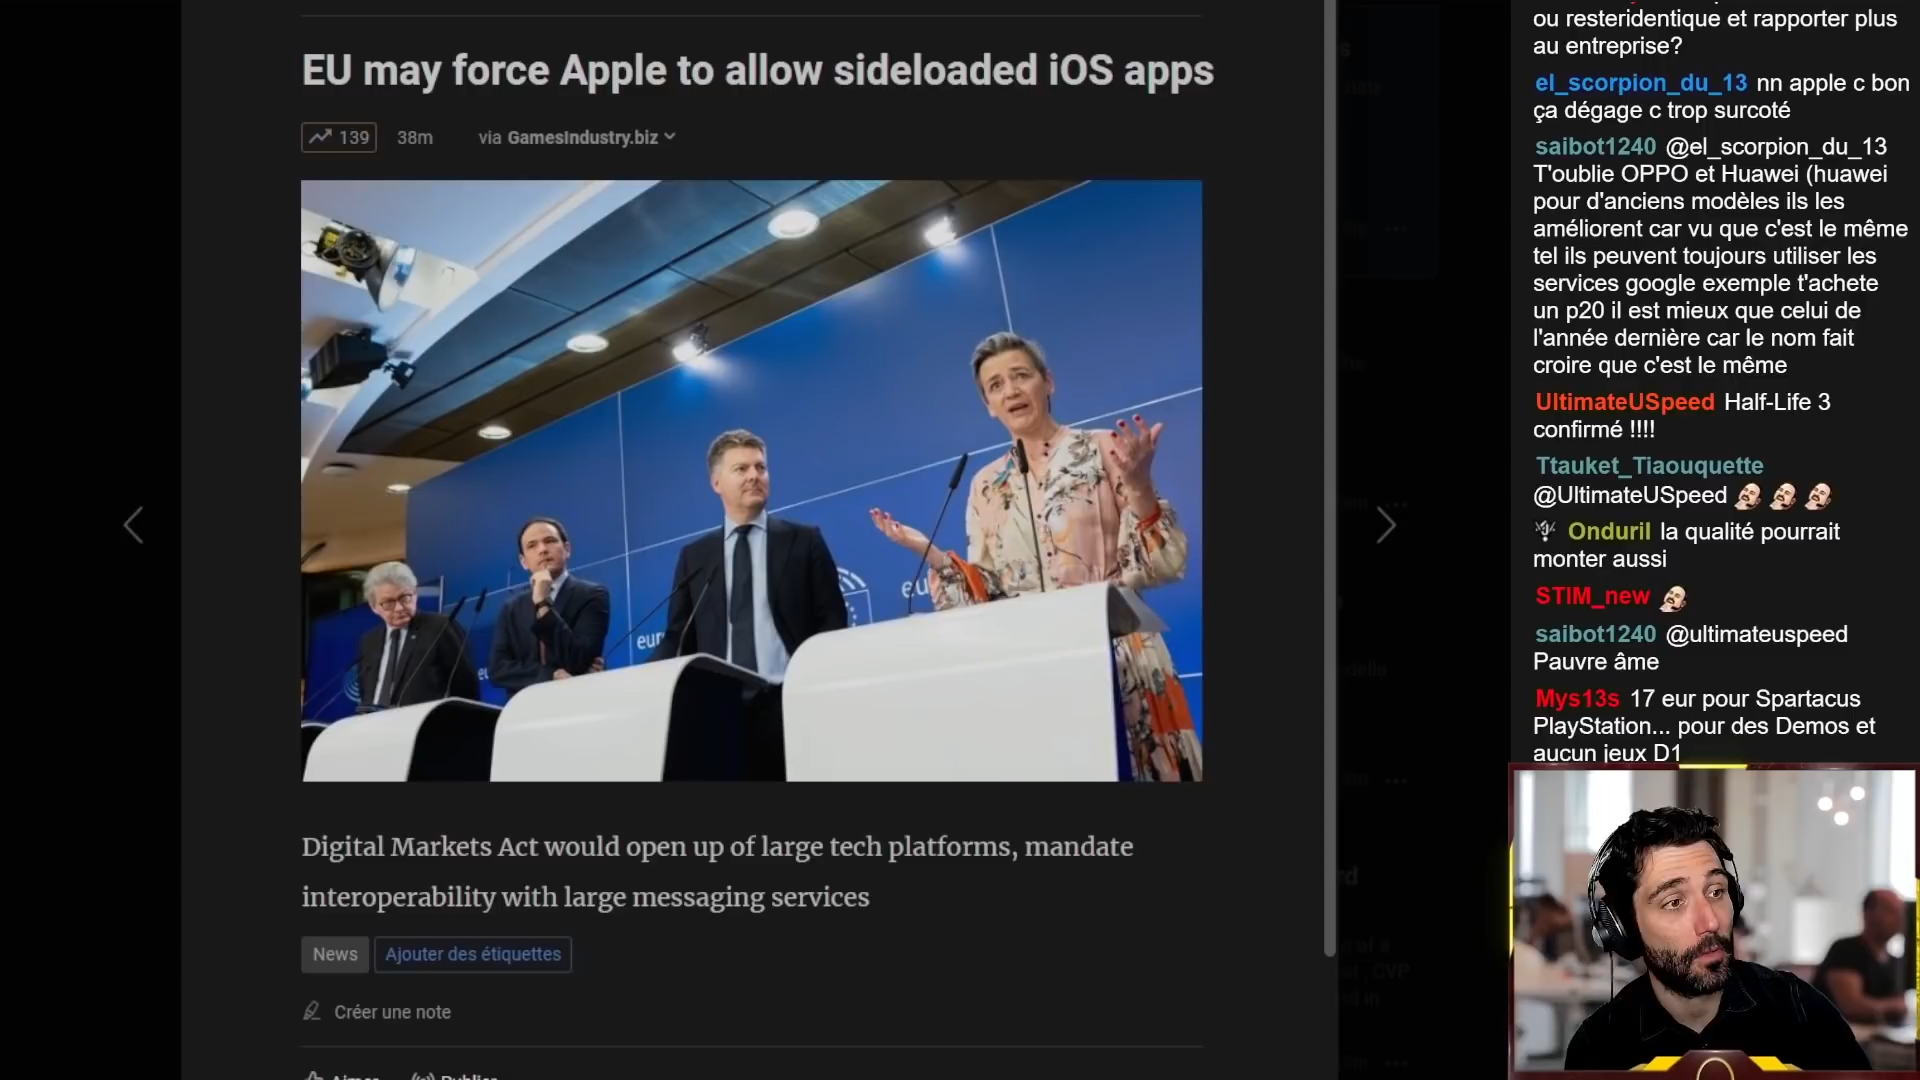 EU may force Apple to allow sideloaded iOS apps
139 38m via GamesIndustry.biz
Digital Markets Act would open up of large tech platforms, mandate
interoperability with large messaging services
News Ajouter des étiquettes
Créer une note
ou resteridentique et rapporter plus
au entreprise?
el_scorpion_du_13 nn apple c bon
ça dégage c trop surcoté
saibot1240 @el_scorpion_du_13
T'oublie OPPO et Huawei (huawei
pour d'anciens modèles ils les
améliorent car vu que c'est le même
tel ils peuvent toujours utiliser les
services google exemple t'achete
un p20 il est mieux que celui de
l'année dernière car le nom fait
croire que c'est le même
UltimateUSpeed Half-Life 3
confirmé !!!!
Ttauket_Tiaouquette
@UltimateUSpeed
Onduril la qualité pourrait
monter aussi
STIM_new
saibot1240 @ultimateuspeed
Pauvre âme
Mys13s 17 eur pour Spartacus
PlayStation... pour des Demos et
aucun jeux D1